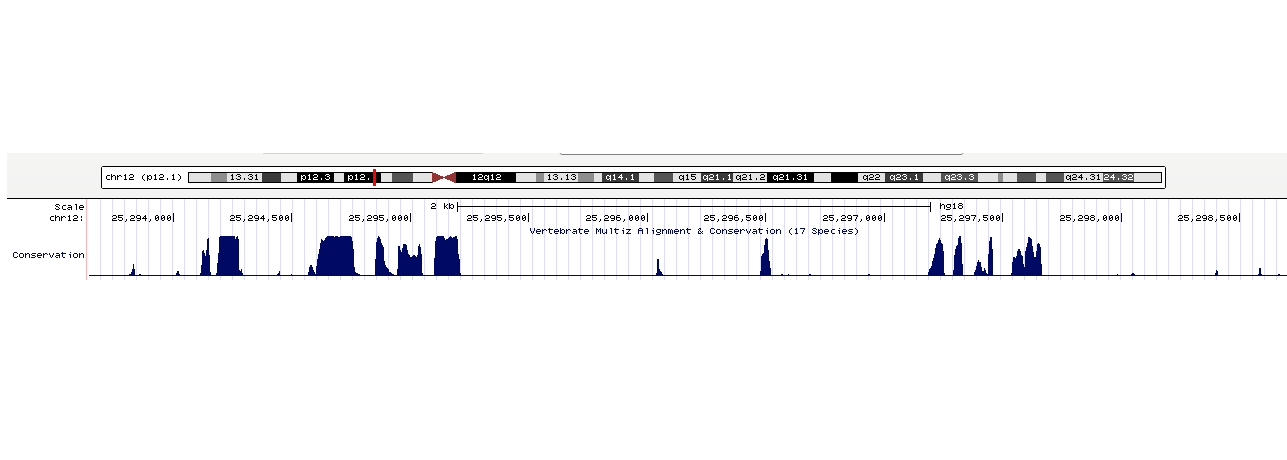 chr12 (p12.1) 13.31 p12.3 p12. 12q12 13.13 q14.1 q15 q21.1 q21.2 q21.31 q22 q23.1 q23.3 q24.31 24.32
Scale 2 kb hg18
chr12: 25,294,000 25,294,500 25,295,000 25,295,500 25,296,000 25,296,500 25,297,000 25,297,500 25,298,000 25,298,500
Vertebrate Multiz Alignment & Conservation (17 Species)
Conservation